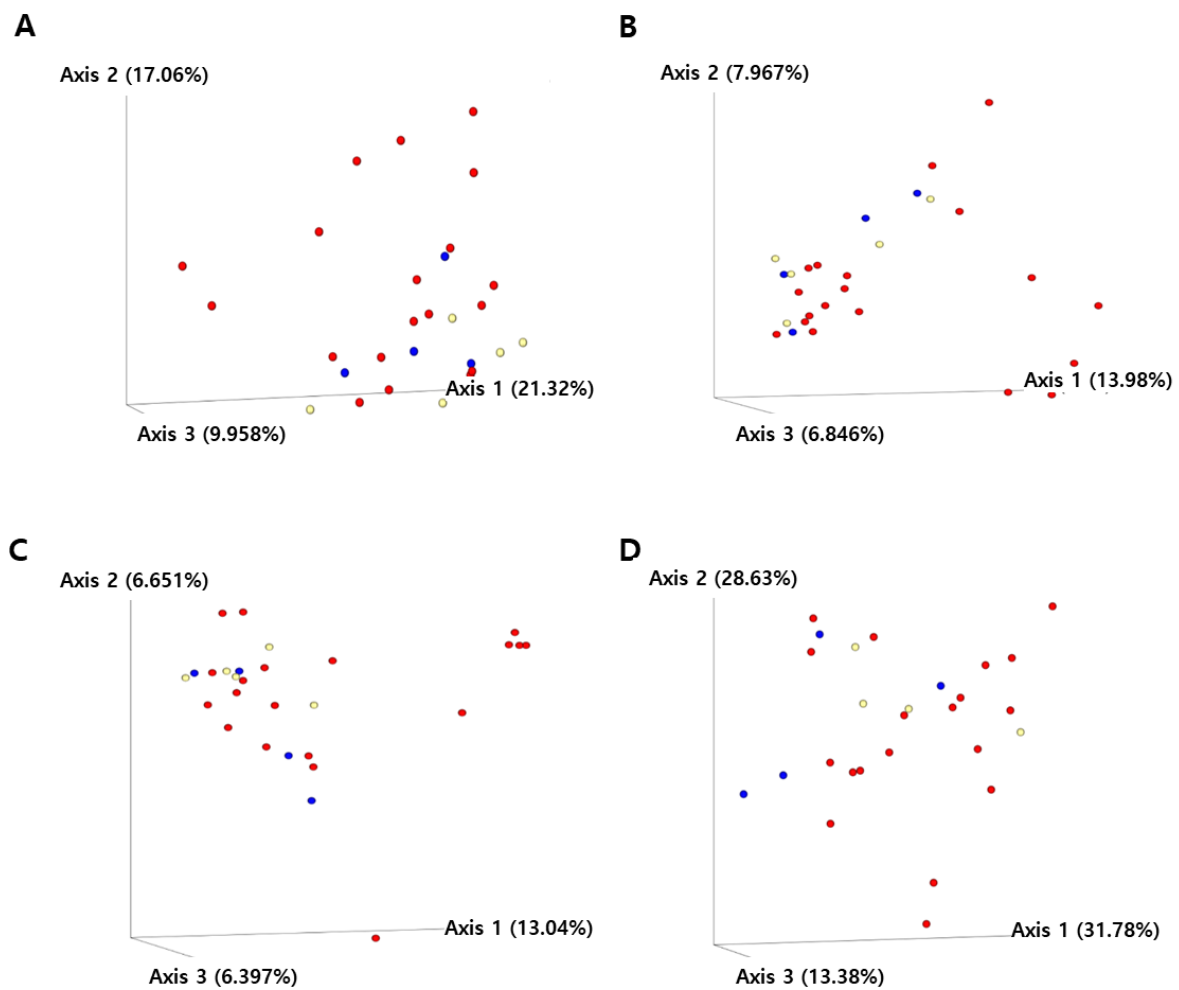 A
B
Axis 2 (17.06%)
Axis 2 (7.967%)
Axis 1 (21.32%)
Axis 1 (13.98%)
Axis 3 (9.958%)
Axis 3 (6.846%)
C
D
Axis 2 (6.651%)
Axis 2 (28.63%)
Axis 1 (13.04%)
Axis 1 (31.78%)
Axis 3 (6.397%)
Axis 3 (13.38%)